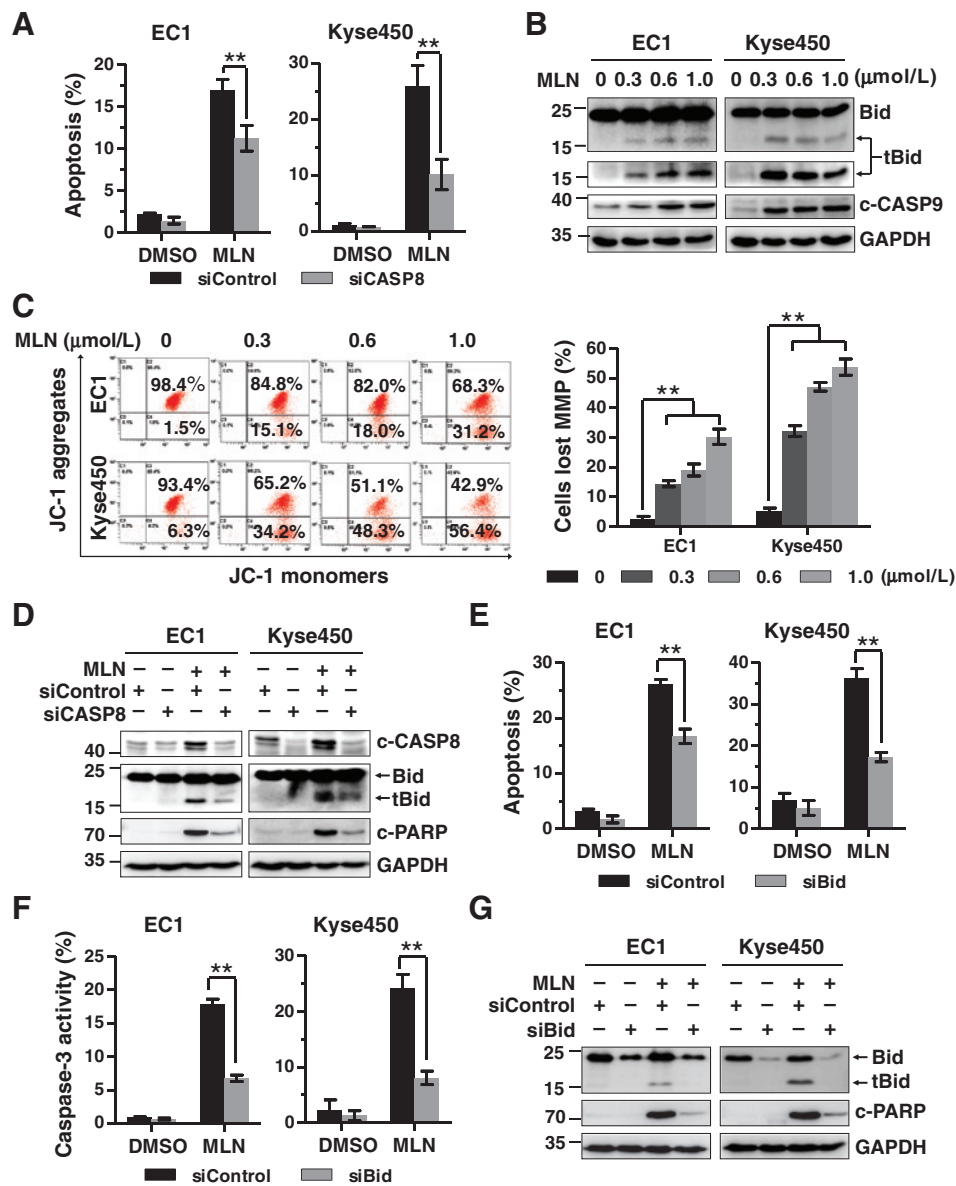 A
EC1
Kyse450
Apoptosis (%)
20
15
10
5
0
**
DMSO
MLN
30
20
10
0
**
DMSO
MLN
siControl
siCASP8
B
EC1
Kyse450
MLN 0 0.3 0.6 1.0 0 0.3 0.6 1.0 (μmol/L)
25
15
Bid
tBid
15
40
c-CASP9
35
GAPDH
C
MLN (μmol/L) 0 0.3 0.6 1.0
JC-1 aggregates
EC1
98.4% 84.8% 82.0% 68.3%
1.5% 15.1% 18.0% 31.2%
Kyse450
93.4% 65.2% 51.1% 42.9%
6.3% 34.2% 48.3% 56.4%
JC-1 monomers
Cells lost MMP (%)
60
50
40
30
20
10
0
**
**
EC1
Kyse450
0 0.3 0.6 1.0 (μmol/L)
D
EC1
Kyse450
− − + + − − + + MLN
siControl + − + − + − + −
siCASP8 − + − + − + − +
40
c-CASP8
25
Bid
15
tBid
70
c-PARP
35
GAPDH
E
EC1
Kyse450
Apoptosis (%)
30
20
10
0
**
DMSO
MLN
40
30
20
10
0
**
DMSO
MLN
siControl
siBid
F
EC1
Kyse450
Caspase-3 activity (%)
25
20
15
10
5
0
**
DMSO
MLN
30
20
10
0
**
DMSO
MLN
siControl
siBid
G
EC1
Kyse450
MLN − − + + − − + +
siControl + − + − + − + −
siBid − + − + − + − +
25
Bid
15
tBid
70
c-PARP
35
GAPDH